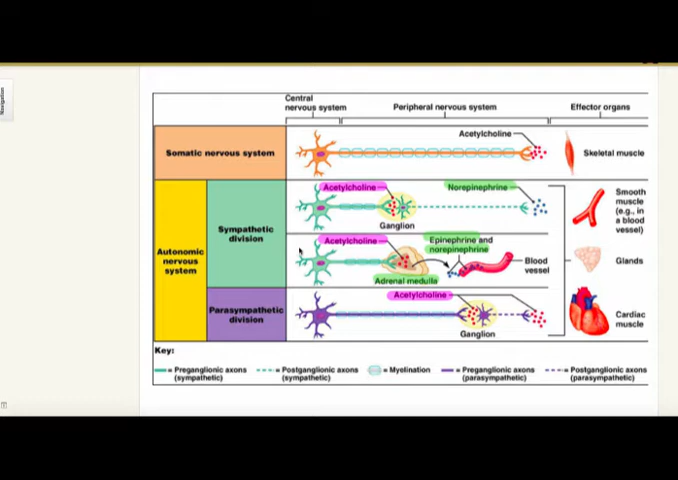 Navigation
Central
nervous system
Peripheral nervous system
Effector organs
Somatic nervous system
Acetylcholine
Skeletal muscle
Autonomic
nervous
system
Sympathetic
division
Acetylcholine
Norepinephrine
Ganglion
Smooth
muscle
(e.g., in
a blood
vessel)
Acetylcholine
Epinephrine and
norepinephrine
Adrenal medulla
Blood
vessel
Glands
Parasympathetic
division
Acetylcholine
Ganglion
Cardiac
muscle
Key:
= Preganglionic axons
(sympathetic)
= Postganglionic axons
(sympathetic)
= Myelination
= Preganglionic axons
(parasympathetic)
= Postganglionic axons
(parasympathetic)